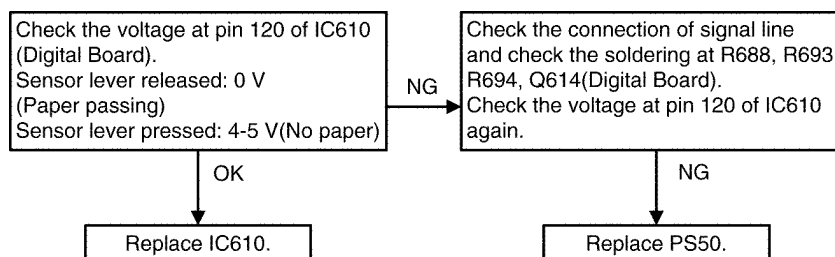 Check the voltage at pin 120 of IC610
(Digital Board).
Sensor lever released: 0 V
(Paper passing)
Sensor lever pressed: 4-5 V(No paper)
NG
Check the connection of signal line
and check the soldering at R688, R693
R694, Q614(Digital Board).
Check the voltage at pin 120 of IC610
again.
OK
NG
Replace IC610.
Replace PS50.